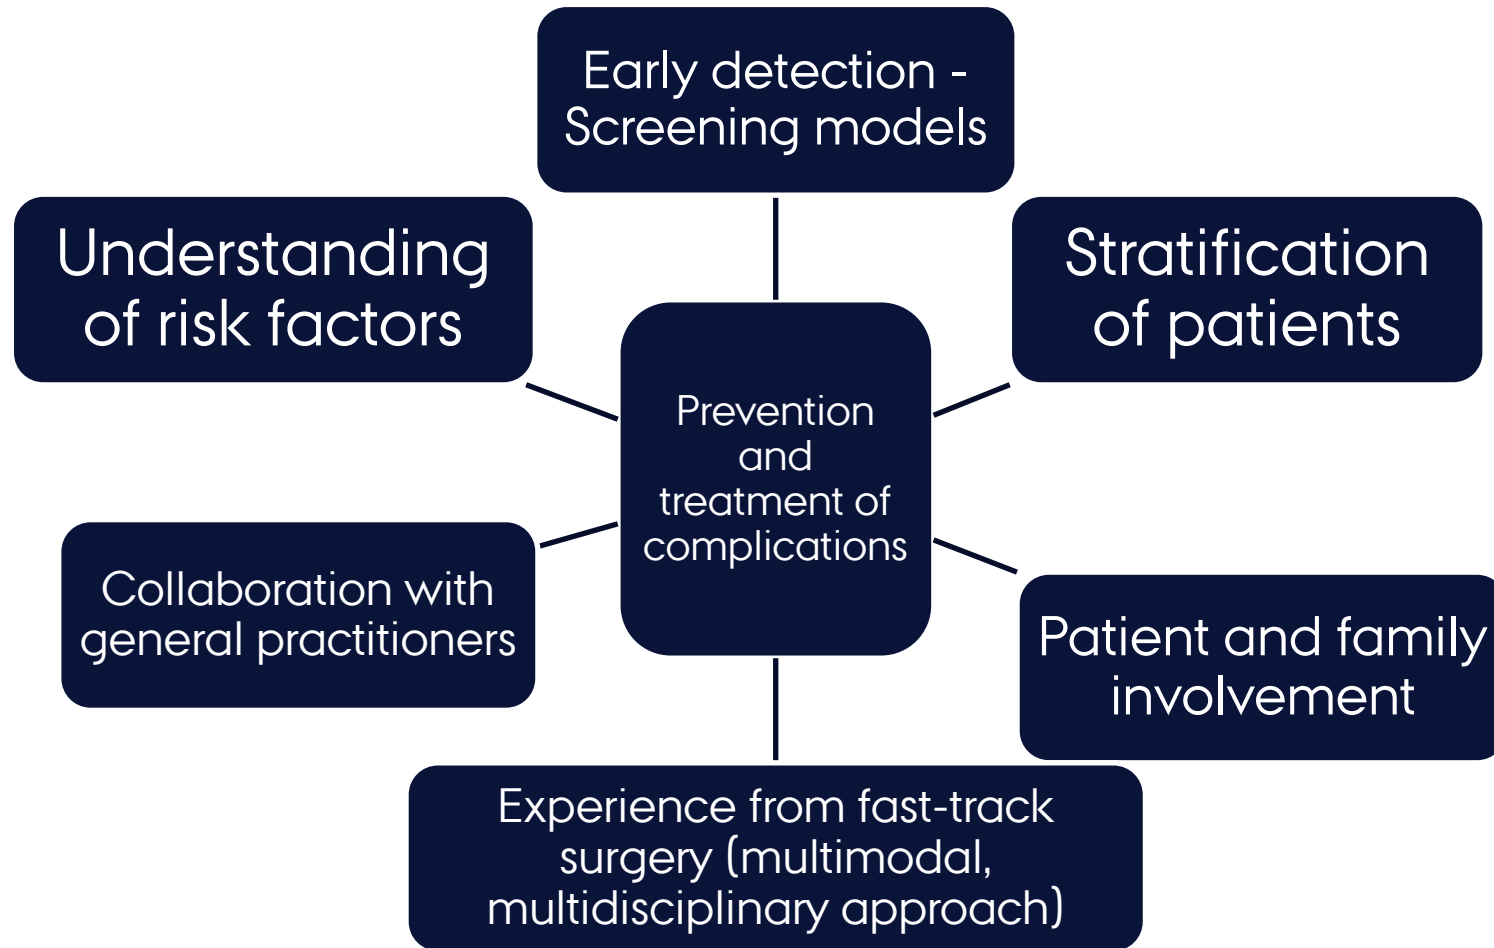 Early detection -
Screening models
Understanding
of risk factors
Stratification
of patients
Prevention
and
treatment of
complications
Collaboration with
general practitioners
Patient and family
involvement
Experience from fast-track
surgery (multimodal,
multidisciplinary approach)